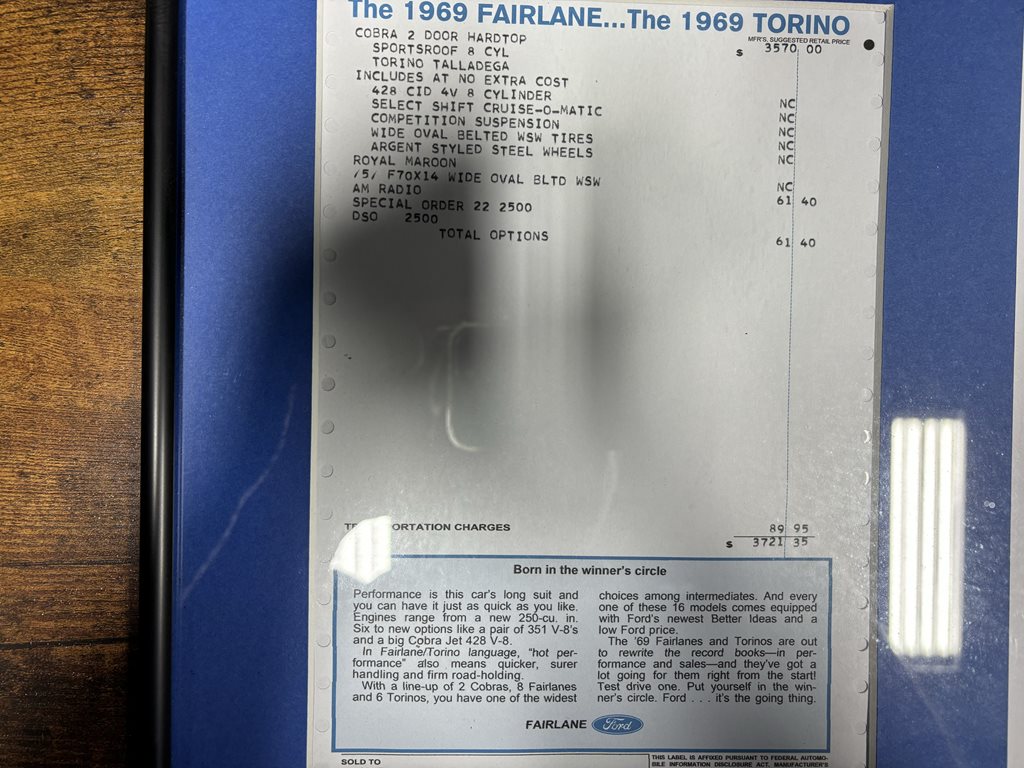 The 1969 FAIRLANE...The 1969 TORINO
MFR'S. SUGGESTED RETAIL PRICE
COBRA 2 DOOR HARDTOP $ 3570 00
SPORTSROOF 8 CYL
TORINO TALLADEGA
INCLUDES AT NO EXTRA COST
428 CID 4V 8 CYLINDER NC
SELECT SHIFT CRUISE-O-MATIC NC
COMPETITION SUSPENSION NC
WIDE OVAL BELTED WSW TIRES NC
ARGENT STYLED STEEL WHEELS NC
ROYAL MAROON
/5/ F70X14 WIDE OVAL BLTD WSW NC
AM RADIO 61 40
SPECIAL ORDER 22 2500
DSO 2500
TOTAL OPTIONS 61 40
ORTATION CHARGES 89 95
$ 3721 35
Born in the winner's circle
Performance is this car's long suit and
you can have it just as quick as you like.
Engines range from a new 250-cu. in.
Six to new options like a pair of 351 V-8's
and a big Cobra Jet 428 V-8.
In Fairlane/Torino language, "hot per-
formance" also means quicker, surer
handling and firm road-holding.
With a line-up of 2 Cobras, 8 Fairlanes
and 6 Torinos, you have one of the widest
choices among intermediates. And every
one of these 16 models comes equipped
with Ford's newest Better Ideas and a
low Ford price.
The '69 Fairlanes and Torinos are out
to rewrite the record books—in per-
formance and sales—and they've got a
lot going for them right from the start!
Test drive one. Put yourself in the win-
ner's circle. Ford . . . it's the going thing.
FAIRLANE Ford
SOLD TO
THIS LABEL IS AFFIXED PURSUANT TO FEDERAL AUTOMO-
BILE INFORMATION DISCLOSURE ACT. MANUFACTURER'S